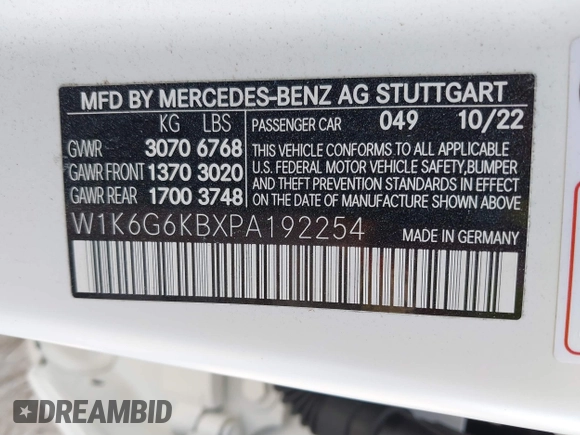 MFD BY MERCEDES-BENZ AG STUTTGART
KG LBS PASSENGER CAR 049 10/22
GVWR 3070 6768
GAWR FRONT 1370 3020
GAWR REAR 1700 3748
THIS VEHICLE CONFORMS TO ALL APPLICABLE
U.S. FEDERAL MOTOR VEHICLE SAFETY, BUMPER
AND THEFT PREVENTION STANDARDS IN EFFECT
ON THE DATE OF MANUFACTURE SHOWN ABOVE.
W1K6G6KBXPA192254 MADE IN GERMANY
DREAMBID